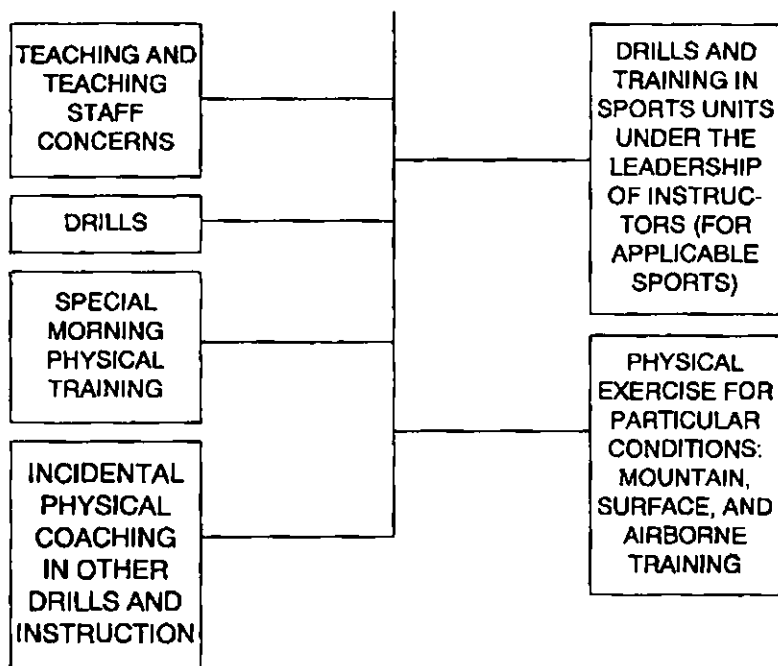 TEACHING AND
TEACHING
STAFF
CONCERNS
DRILLS
SPECIAL
MORNING
PHYSICAL
TRAINING
INCIDENTAL
PHYSICAL
COACHING
IN OTHER
DRILLS AND
INSTRUCTION
DRILLS AND
TRAINING IN
SPORTS UNITS
UNDER THE
LEADERSHIP
OF INSTRUC-
TORS (FOR
APPLICABLE
SPORTS)
PHYSICAL
EXERCISE FOR
PARTICULAR
CONDITIONS:
MOUNTAIN,
SURFACE, AND
AIRBORNE
TRAINING